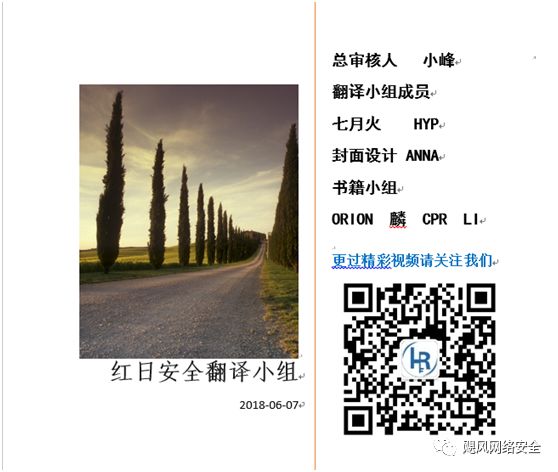 红日安全翻译小组
2018-06-07
总审核人 小峰
翻译小组成员
七月火 HYP
封面设计 ANNA
书籍小组
ORION 麟 CPR LI
更过精彩视频请关注我们
HR
飓风网络安全